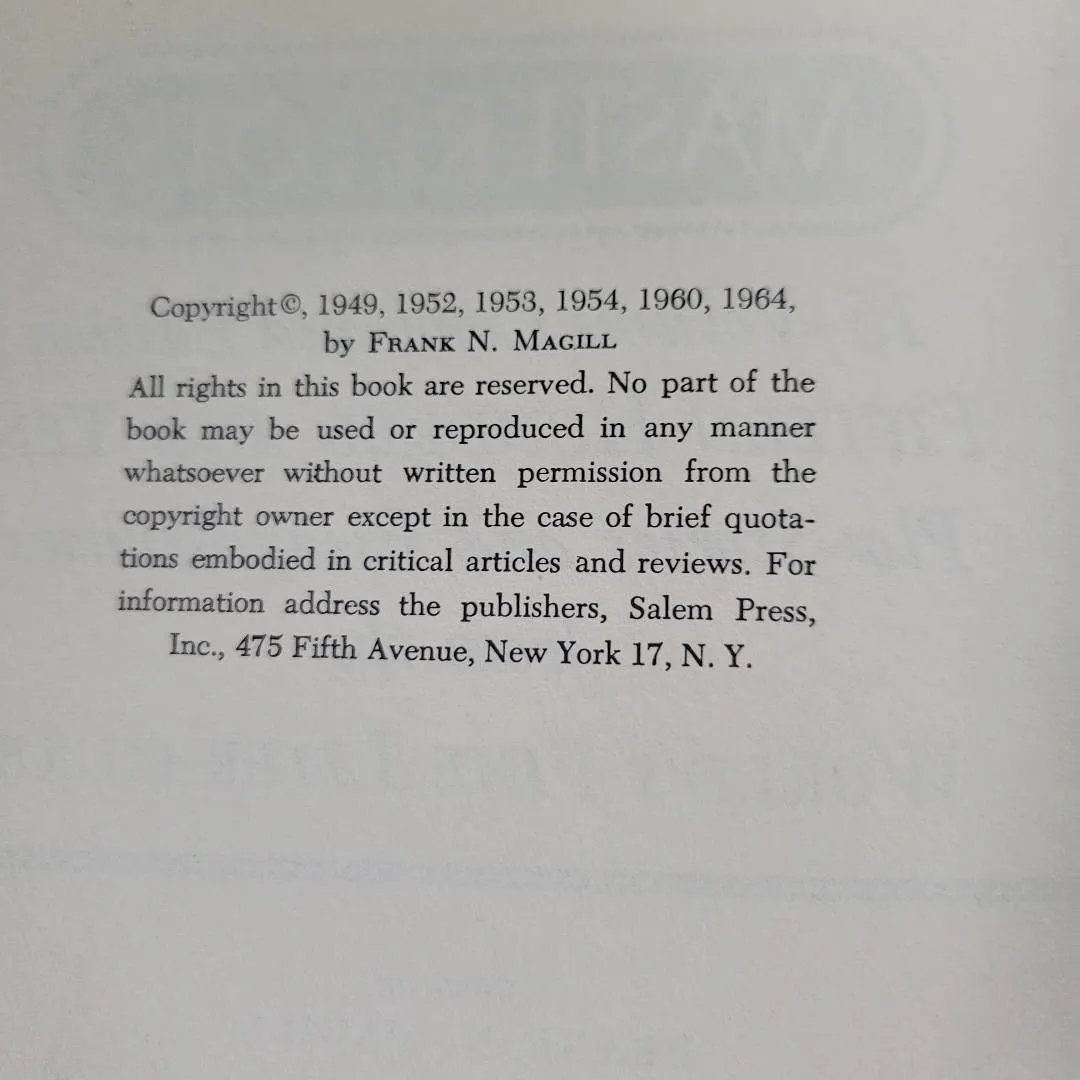 Copyright ©, 1949, 1952, 1953, 1954, 1960, 1964,
by FRANK N. MAGILL
All rights in this book are reserved. No part of the
book may be used or reproduced in any manner
whatsoever without written permission from the
copyright owner except in the case of brief quota-
tions embodied in critical articles and reviews. For
information address the publishers, Salem Press,
Inc., 475 Fifth Avenue, New York 17, N. Y.